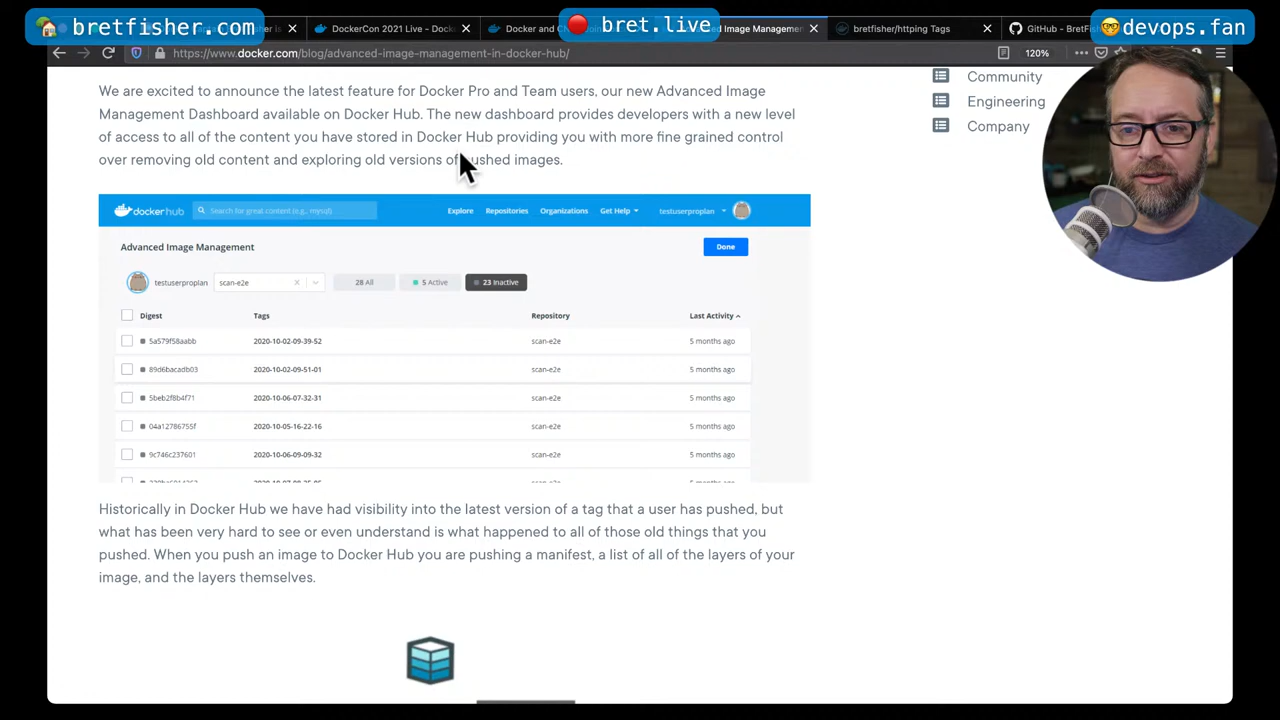 bretfisher.com
bret.live
devops.fan
DockerCon 2021 Live - Docke
Docker and
Image Managemen
bretfisher/httping Tags
GitHub - BretFis
https://www.docker.com/blog/advanced-image-management-in-docker-hub/
120%
We are excited to announce the latest feature for Docker Pro and Team users, our new Advanced Image
Management Dashboard available on Docker Hub. The new dashboard provides developers with a new level
of access to all of the content you have stored in Docker Hub providing you with more fine grained control
over removing old content and exploring old versions of pushed images.
Community
Engineering
Company
docker hub
Search for great content (e.g., mysql)
Explore
Repositories
Organizations
Get Help
testuserproplan
Advanced Image Management
Done
testuserproplan
scan-e2e
28 All
5 Active
23 Inactive
Digest Tags Repository Last Activity
5a579f58aabb 2020-10-02-09-39-52 scan-e2e 5 months ago
89d6bacadb03 2020-10-02-09-51-01 scan-e2e 5 months ago
5beb2f8b4f71 2020-10-06-07-32-31 scan-e2e 5 months ago
04a12786755f 2020-10-05-16-22-16 scan-e2e 5 months ago
9c746c237601 2020-10-06-09-09-32 scan-e2e 5 months ago
Historically in Docker Hub we have had visibility into the latest version of a tag that a user has pushed, but
what has been very hard to see or even understand is what happened to all of those old things that you
pushed. When you push an image to Docker Hub you are pushing a manifest, a list of all of the layers of your
image, and the layers themselves.